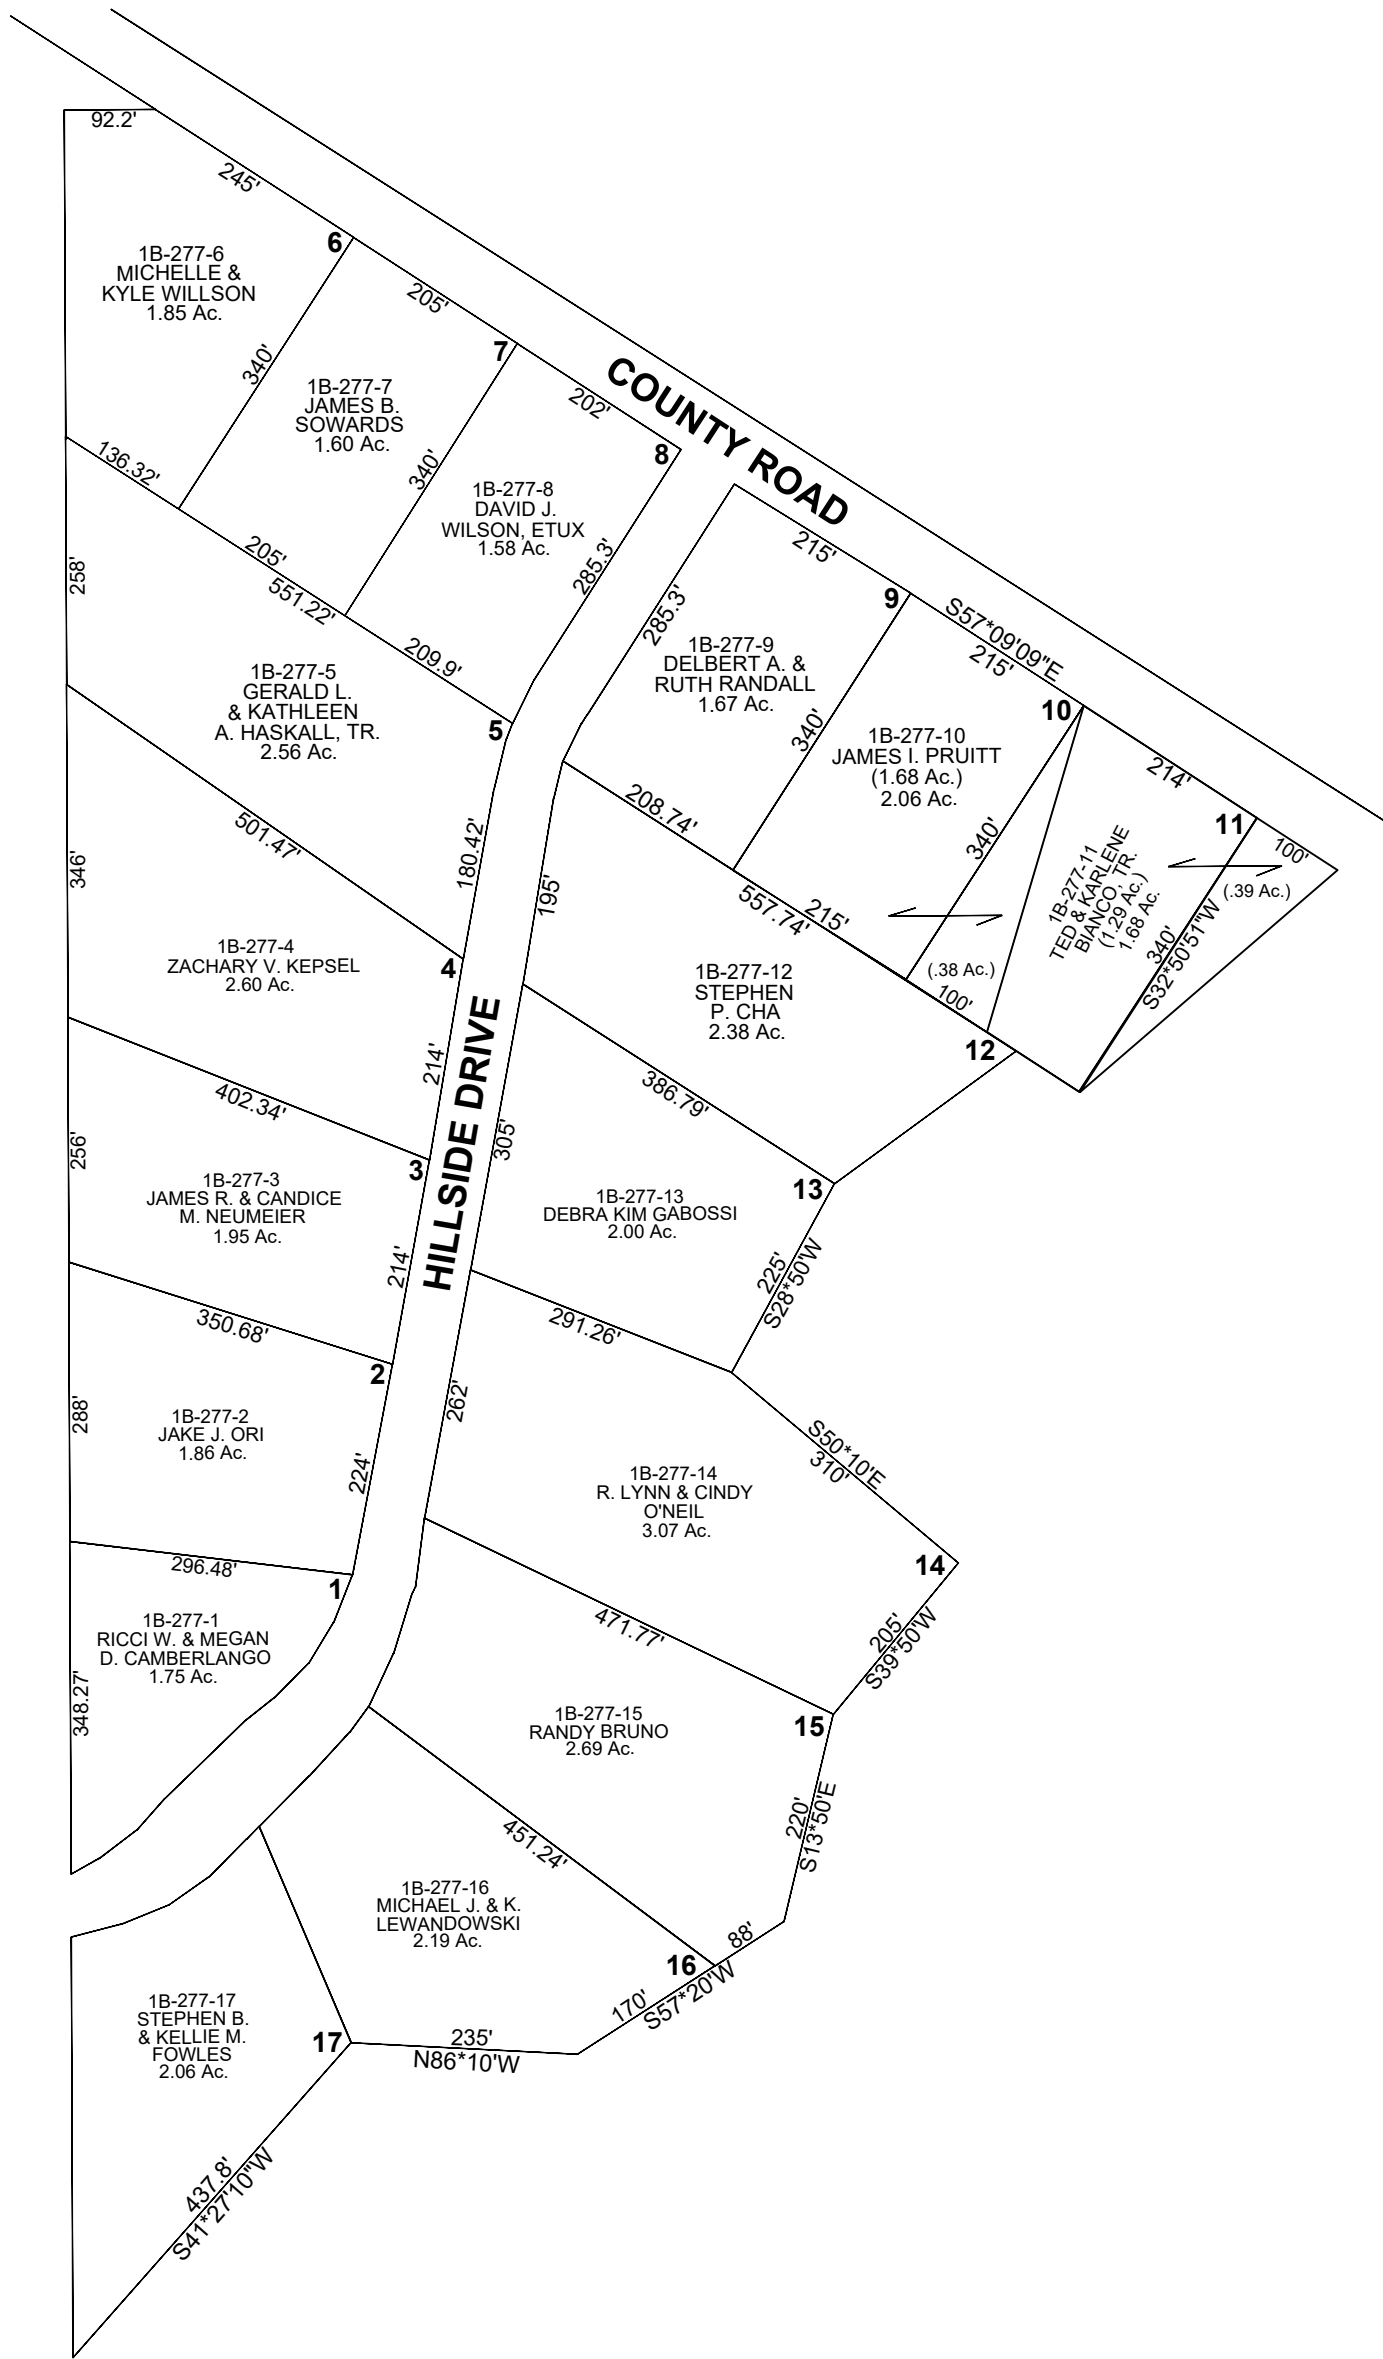 92.2'
245'
6
1B-277-6
MICHELLE &
KYLE WILLSON
1.85 Ac.
340'
136.32'
205'
7
1B-277-7
JAMES B.
SOWARDS
1.60 Ac.
340'
205'
551.22'
202'
8
1B-277-8
DAVID J.
WILSON, ETUX
1.58 Ac.
285.3'
209.9'
COUNTY ROAD
215'
285.3'
9
1B-277-9
DELBERT A. &
RUTH RANDALL
1.67 Ac.
340'
208.74'
S57*09'09"E
215'
10
1B-277-10
JAMES I. PRUITT
(1.68 Ac.)
2.06 Ac.
340'
215'
557.74'
(.38 Ac.)
100'
214'
11
1B-277-11
TED & KARLENE
BIANCO, TR.
(1.29 Ac.)
1.68 Ac.
340'
S32*50'51"W
100'
(.39 Ac.)
258'
1B-277-5
GERALD L.
& KATHLEEN
A. HASKALL, TR.
2.56 Ac.
5
180.42'
501.47'
346'
1B-277-4
ZACHARY V. KEPSEL
2.60 Ac.
4
214'
402.34'
195'
1B-277-12
STEPHEN
P. CHA
2.38 Ac.
12
386.79'
HILLSIDE DRIVE
256'
1B-277-3
JAMES R. & CANDICE
M. NEUMEIER
1.95 Ac.
3
214'
350.68'
305'
1B-277-13
DEBRA KIM GABOSSI
2.00 Ac.
13
225'
S28*50'W
291.26'
288'
1B-277-2
JAKE J. ORI
1.86 Ac.
2
224'
296.48'
262'
1B-277-14
R. LYNN & CINDY
O'NEIL
3.07 Ac.
S50*10'E
310'
14
205'
S39*50'W
471.77'
1
1B-277-1
RICCI W. & MEGAN
D. CAMBERLANGO
1.75 Ac.
348.27'
1B-277-15
RANDY BRUNO
2.69 Ac.
15
220'
S13*50'E
451.24'
88'
1B-277-16
MICHAEL J. & K.
LEWANDOWSKI
2.19 Ac.
16
170'
S57*20'W
235'
N86*10'W
1B-277-17
STEPHEN B.
& KELLIE M.
FOWLES
2.06 Ac.
17
437.8'
S41*27'10"W